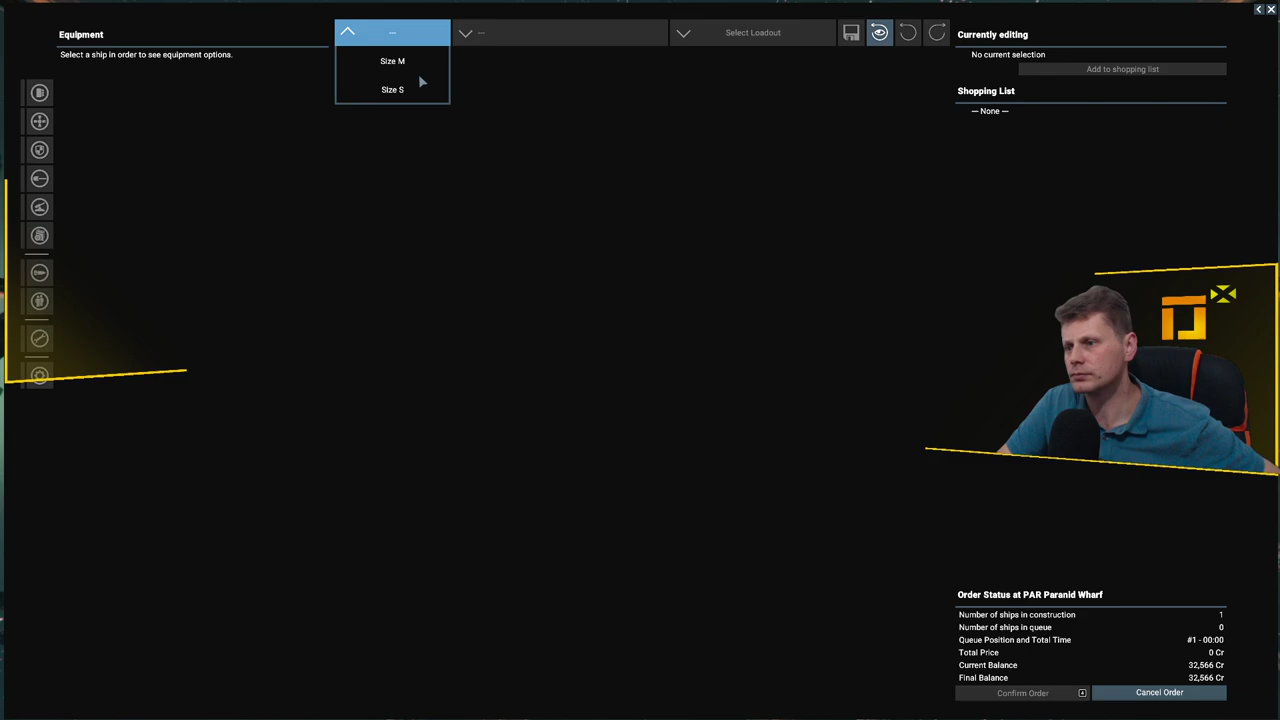 Equipment
Select a ship in order to see equipment options.
---
Size M
Size S
---
Select Loadout
Currently editing
No current selection
Add to shopping list
Shopping List
— None —
Order Status at PAR Paranid Wharf
Number of ships in construction 1
Number of ships in queue 0
Queue Position and Total Time #1 - 00:00
Total Price 0 Cr
Current Balance 32,566 Cr
Final Balance 32,566 Cr
Confirm Order 4
Cancel Order